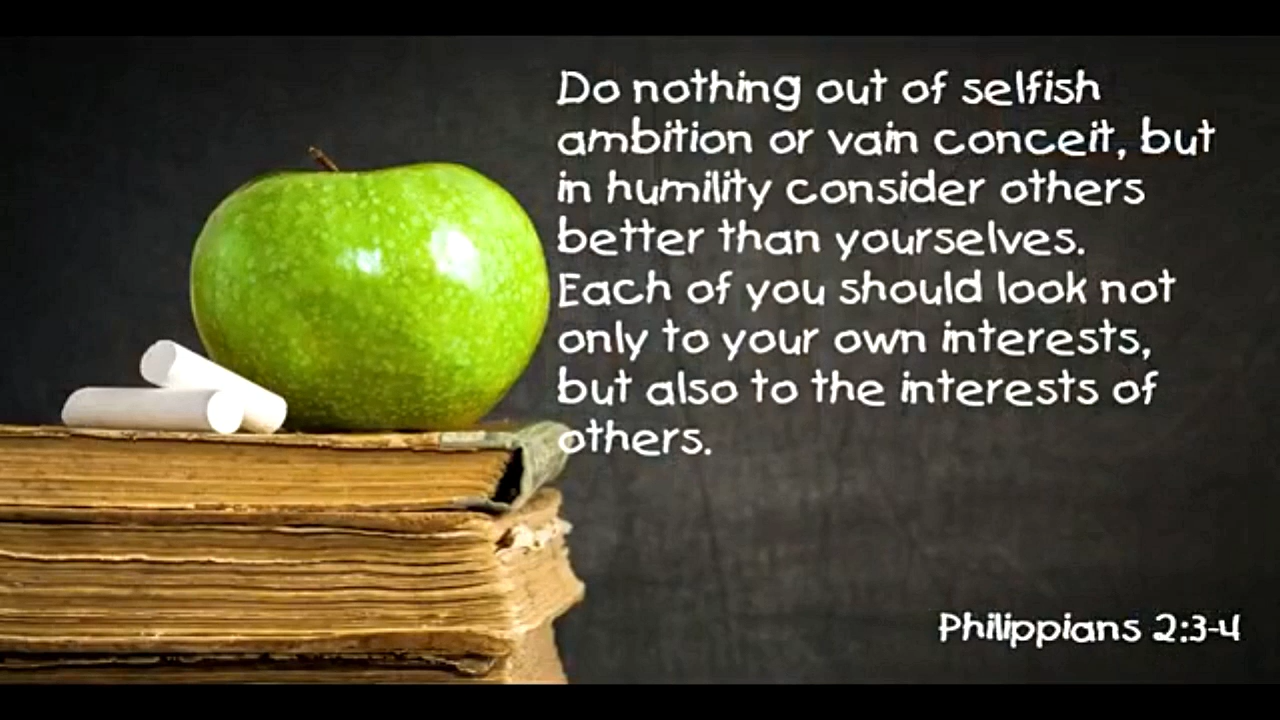 Do nothing out of selfish
ambition or vain conceit, but
in humility consider others
better than yourselves.
Each of you should look not
only to your own interests,
but also to the interests of
others.
Philippians 2:3-4